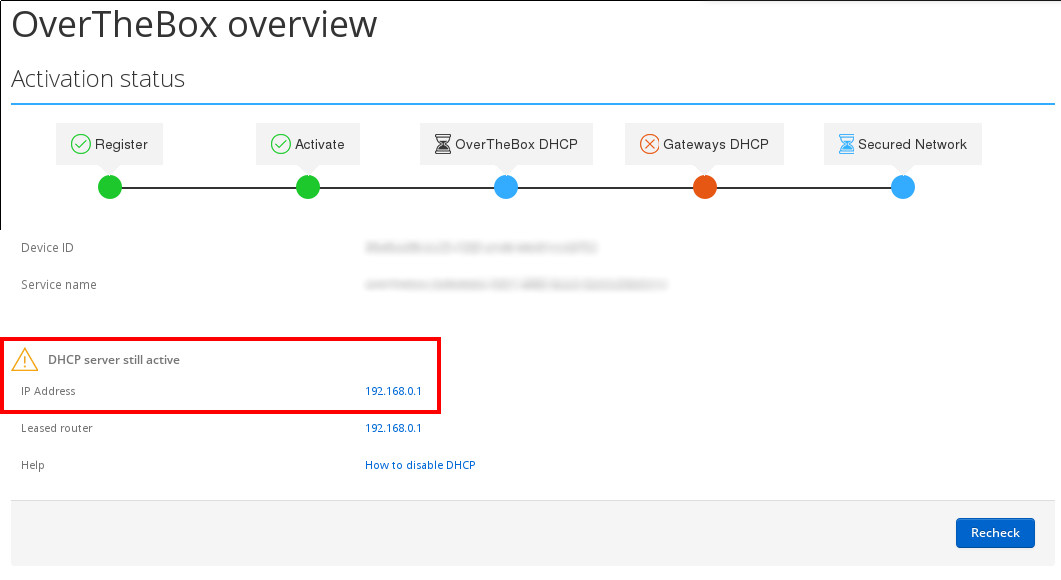 OverTheBox overview
Activation status
Register Activate OverTheBox DHCP Gateways DHCP Secured Network
Device ID
Service name
DHCP server still active
IP Address 192.168.0.1
Leased router 192.168.0.1
Help How to disable DHCP
Recheck